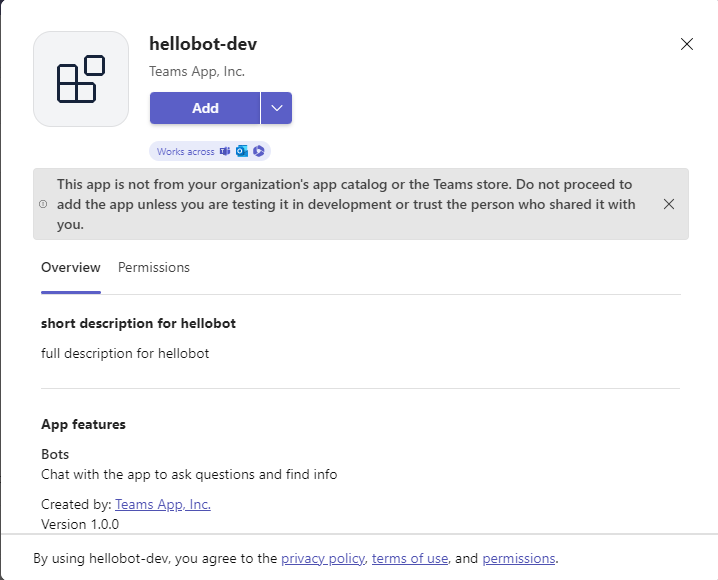 hellobot-dev
Teams App, Inc.
Add
Works across
This app is not from your organization's app catalog or the Teams store. Do not proceed to
add the app unless you are testing it in development or trust the person who shared it with
you.
Overview Permissions
short description for hellobot
full description for hellobot
App features
Bots
Chat with the app to ask questions and find info
Created by: Teams App, Inc.
Version 1.0.0
By using hellobot-dev, you agree to the privacy policy, terms of use, and permissions.